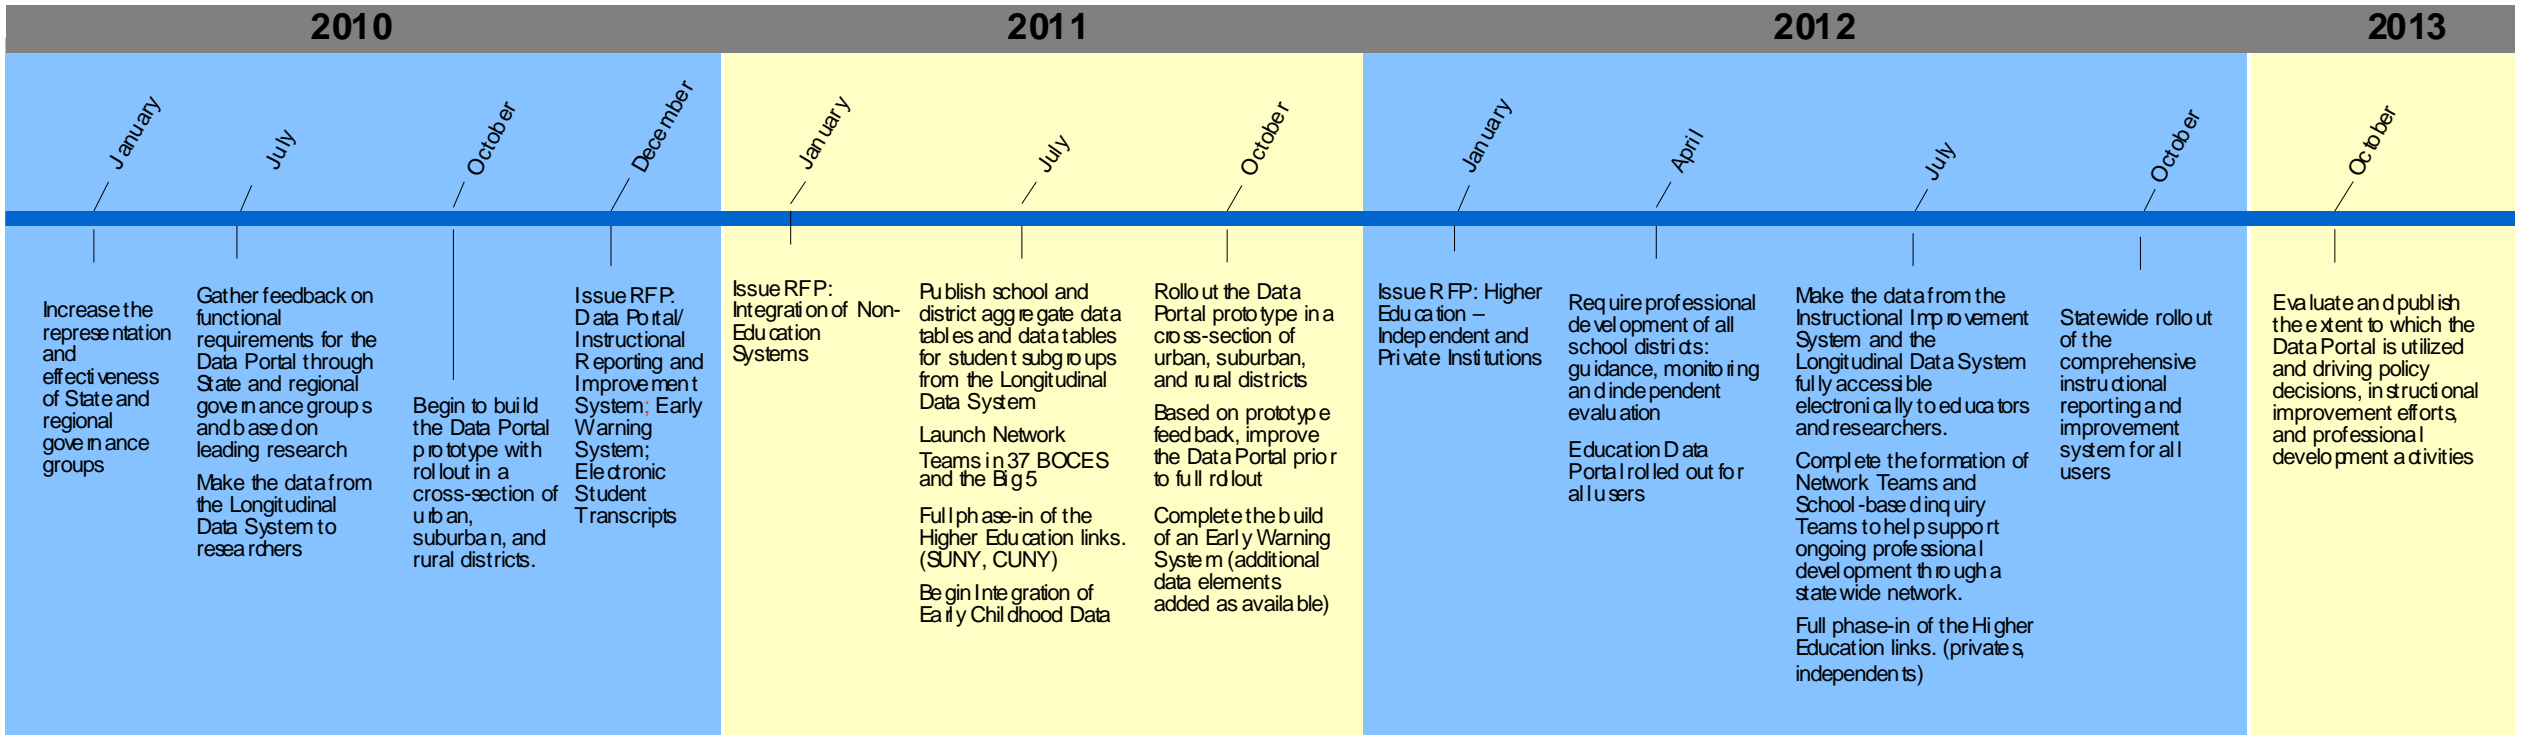 2010
2011
2012
2013
January
July
October
December
January
July
October
January
April
July
October
October
Increase the
representation
and
effectiveness
of State and
regional
governance
groups
Gather feedback on
functional
requirements for the
Data Portal through
State and regional
governance groups
and based on
leading research
Make the data from
the Longitudinal
Data System to
researchers
Begin to build
the Data Portal
prototype with
rollout in a
cross-section of
urban,
suburban, and
rural districts.
Issue RFP:
Data Portal/
Instructional
Reporting and
Improvement
System; Early
Warning
System;
Electronic
Student
Transcripts
Issue RFP:
Integration of Non-
Education
Systems
Publish school and
district aggregate data
tables and data tables
for student subgroups
from the Longitudinal
Data System
Launch Network
Teams in 37 BOCES
and the Big 5
Full phase-in of the
Higher Education links.
(SUNY, CUNY)
Begin Integration of
Early Childhood Data
Rollout the Data
Portal prototype in a
cross-section of
urban, suburban,
and rural districts
Based on prototype
feedback, improve
the Data Portal prior
to full rollout
Complete the build
of an Early Warning
System (additional
data elements
added as available)
Issue RFP: Higher
Education –
Independent and
Private Institutions
Require professional
development of all
school districts:
guidance, monitoring
and independent
evaluation
Education Data
Portal rolled out for
all users
Make the data from the
Instructional Improvement
System and the
Longitudinal Data System
fully accessible
electronically to educators
and researchers.
Complete the formation of
Network Teams and
School-based inquiry
Teams to help support
ongoing professional
development through a
statewide network.
Full phase-in of the Higher
Education links. (privates,
independents)
Statewide rollout
of the
comprehensive
instructional
reporting and
improvement
system for all
users
Evaluate and publish
the extent to which the
Data Portal is utilized
and driving policy
decisions, instructional
improvement efforts,
and professional
development activities